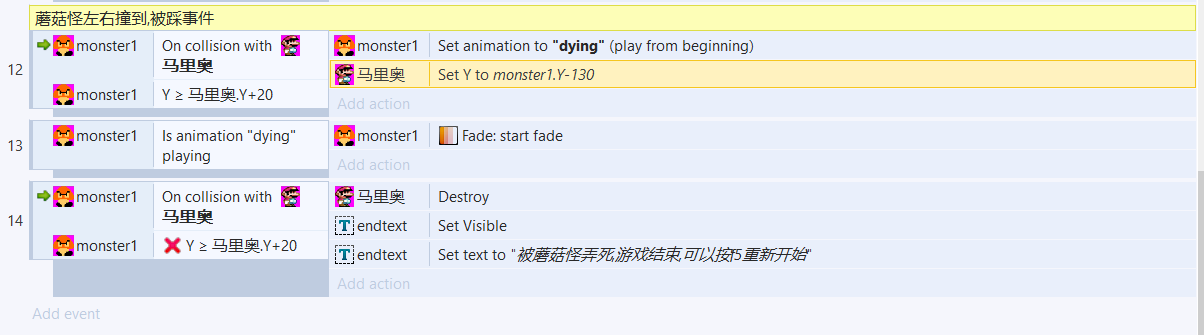 蘑菇怪左右撞到,被踩事件
12
monster1 On collision with 马里奥
monster1 Set animation to "dying" (play from beginning)
马里奥 Set Y to monster1.Y-130
monster1 Y ≥ 马里奥.Y+20
Add action
13
monster1 Is animation "dying" playing
monster1 Fade: start fade
Add action
14
monster1 On collision with 马里奥
马里奥 Destroy
endtext Set Visible
monster1 Y ≥ 马里奥.Y+20
T endtext Set text to "被蘑菇怪弄死,游戏结束,可以按f5重新开始"
Add action
Add event